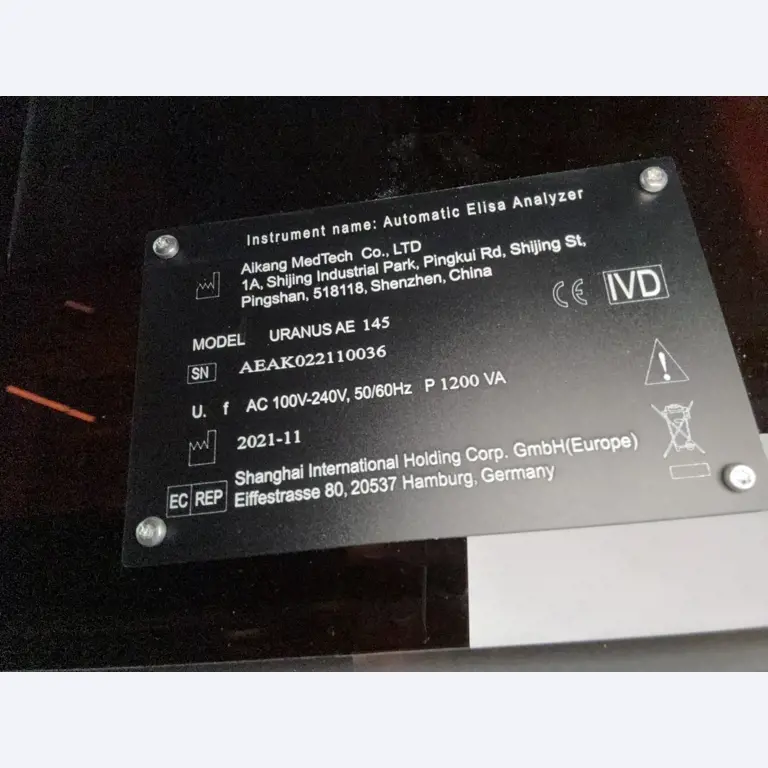 Instrument name: Automatic Elisa Analyzer
Aikang MedTech Co., LTD
1A, Shijing Industrial Park, Pingkui Rd, Shijing St,
Pingshan, 518118, Shenzhen, China
CE IVD
MODEL URANUS AE 145
SN AEAK022110036
U. f AC 100V-240V, 50/60Hz P 1200 VA
2021-11
EC REP Shanghai International Holding Corp. GmbH(Europe)
Eiffestrasse 80, 20537 Hamburg, Germany